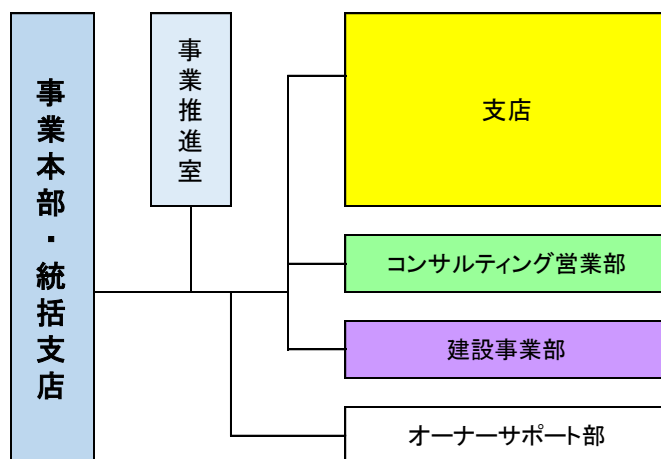 事業本部・統括支店
事業推進室
支店
コンサルティング営業部
建設事業部
オーナーサポート部